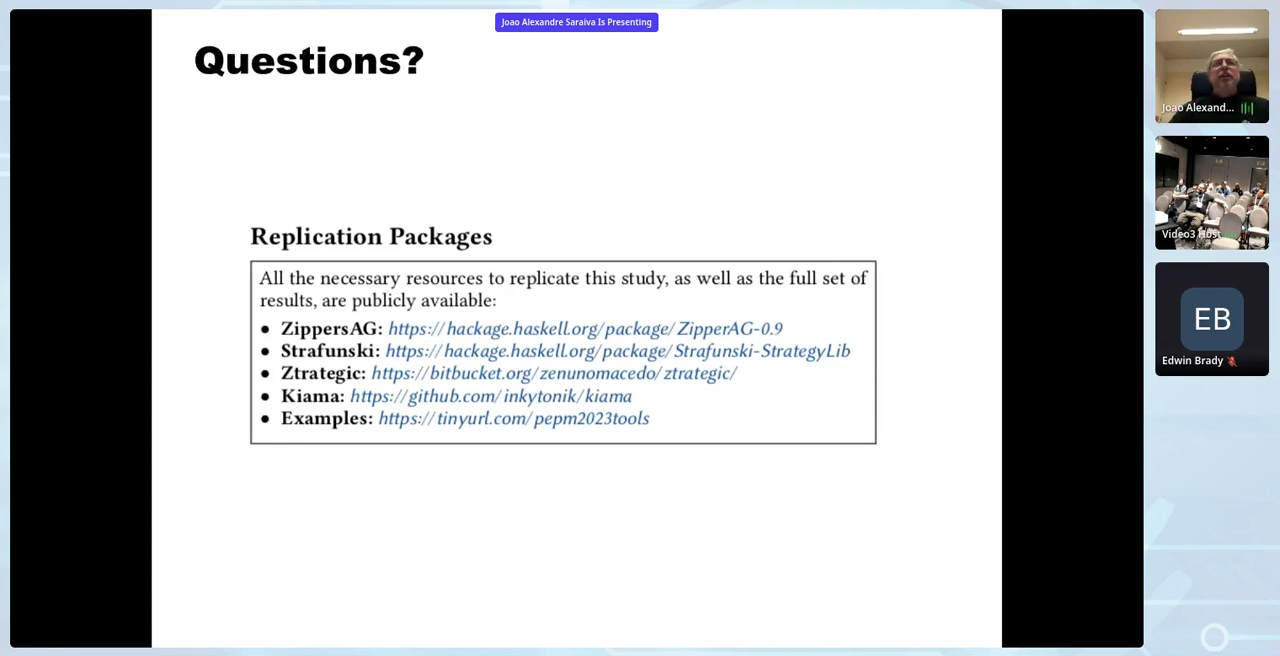 Joao Alexandre Saraiva Is Presenting
Questions?
Replication Packages
All the necessary resources to replicate this study, as well as the full set of
results, are publicly available:
● ZippersAG: https://hackage.haskell.org/package/ZipperAG-0.9
● Strafunski: https://hackage.haskell.org/package/Strafunski-StrategyLib
● Ztrategic: https://bitbucket.org/zenunomacedo/ztrategic/
● Kiama: https://github.com/inkytonik/kiama
● Examples: https://tinyurl.com/pepm2023tools
Joao Alexand...
Video3 Host
EB
Edwin Brady